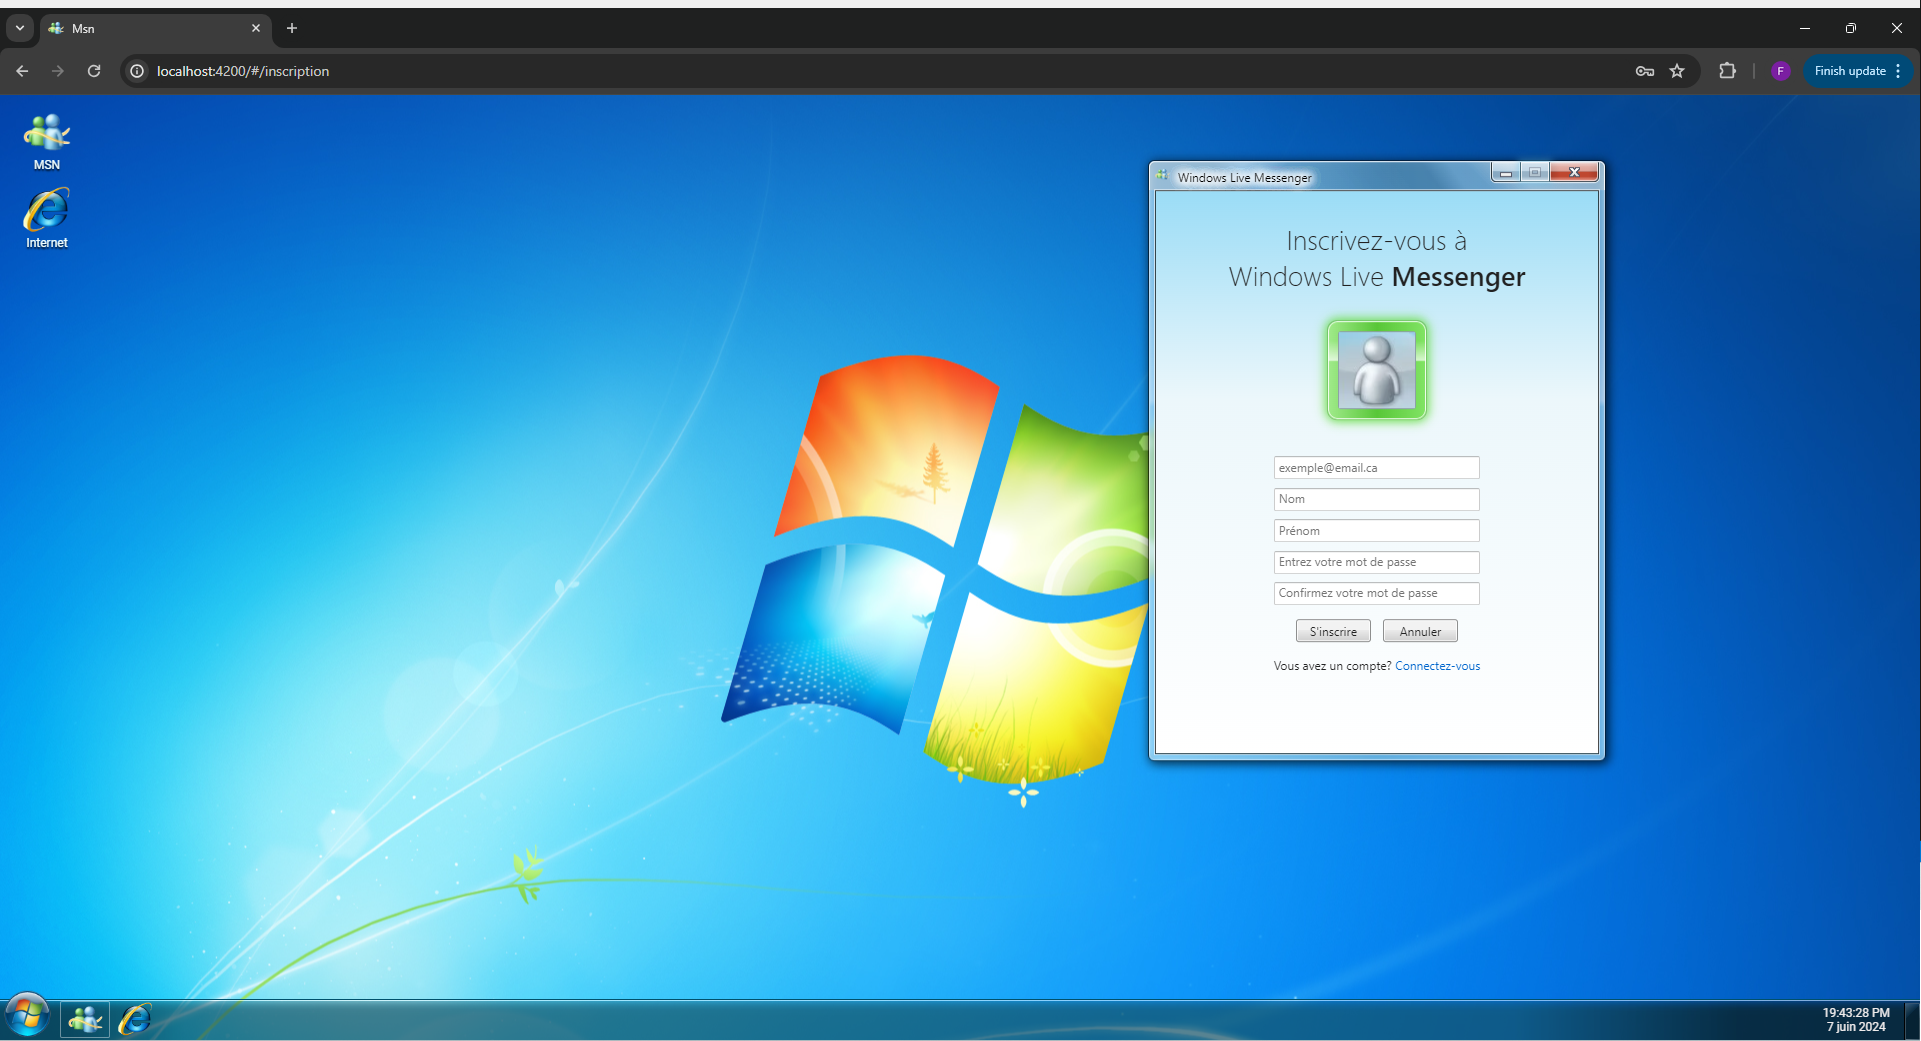 Msn
localhost:4200/#/inscription
F
Finish update
MSN
Internet
Windows Live Messenger
Inscrivez-vous à
Windows Live Messenger
exemple@email.ca
Nom
Prénom
Entrez votre mot de passe
Confirmez votre mot de passe
S'inscrire
Annuler
Vous avez un compte? Connectez-vous
19:43:28 PM
7 juin 2024